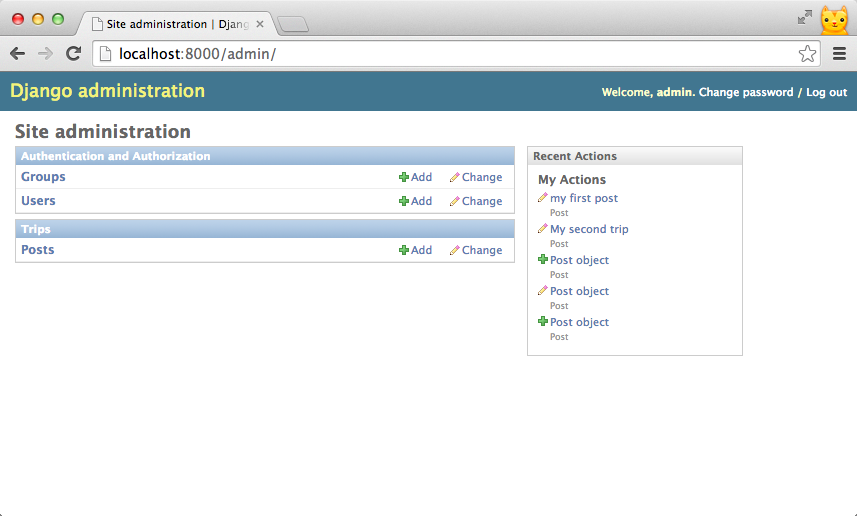 Site administration | Djang
localhost:8000/admin/
Django administration
Welcome, admin. Change password / Log out
Site administration
Authentication and Authorization
Groups Add Change
Users Add Change
Trips
Posts Add Change
Recent Actions
My Actions
my first post
Post
My second trip
Post
Post object
Post
Post object
Post
Post object
Post